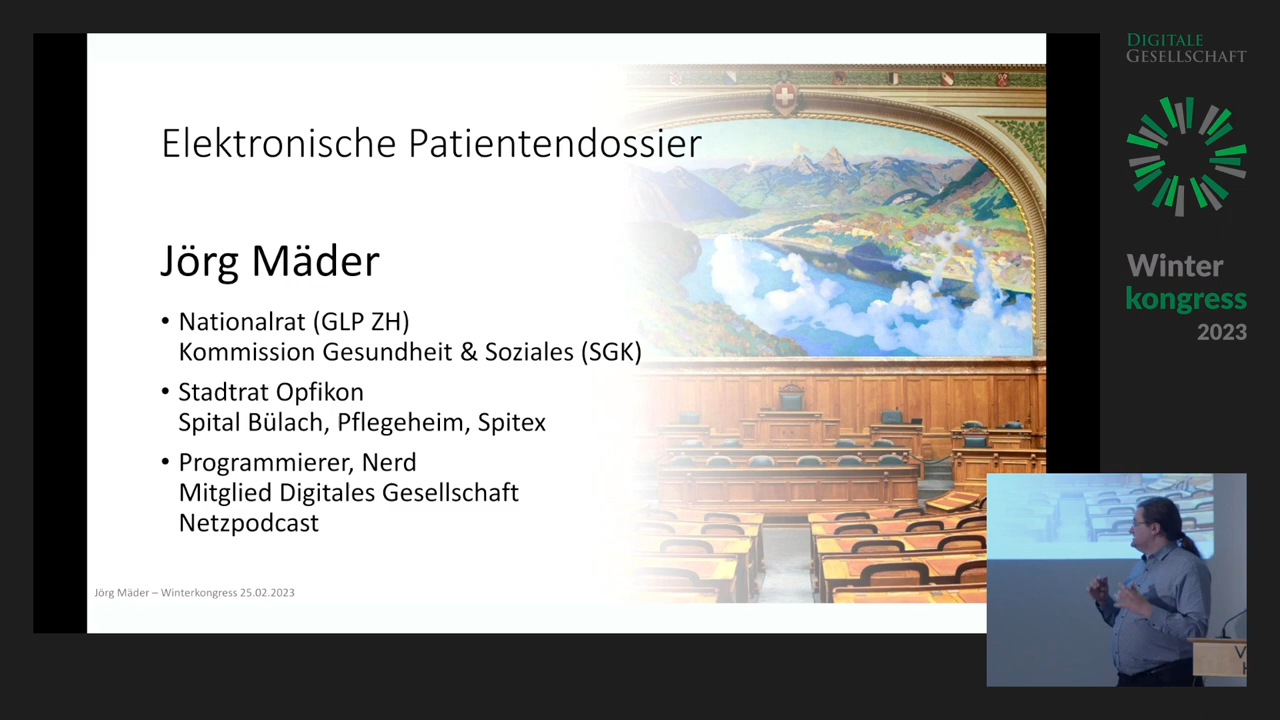 Elektronische Patientendossier
Jörg Mäder
• Nationalrat (GLP ZH)
Kommission Gesundheit & Soziales (SGK)
• Stadtrat Opfikon
Spital Bülach, Pflegeheim, Spitex
• Programmierer, Nerd
Mitglied Digitales Gesellschaft
Netzpodcast
Jörg Mäder – Winterkongress 25.02.2023
DIGITALE
GESELLSCHAFT
Winter
kongress
2023